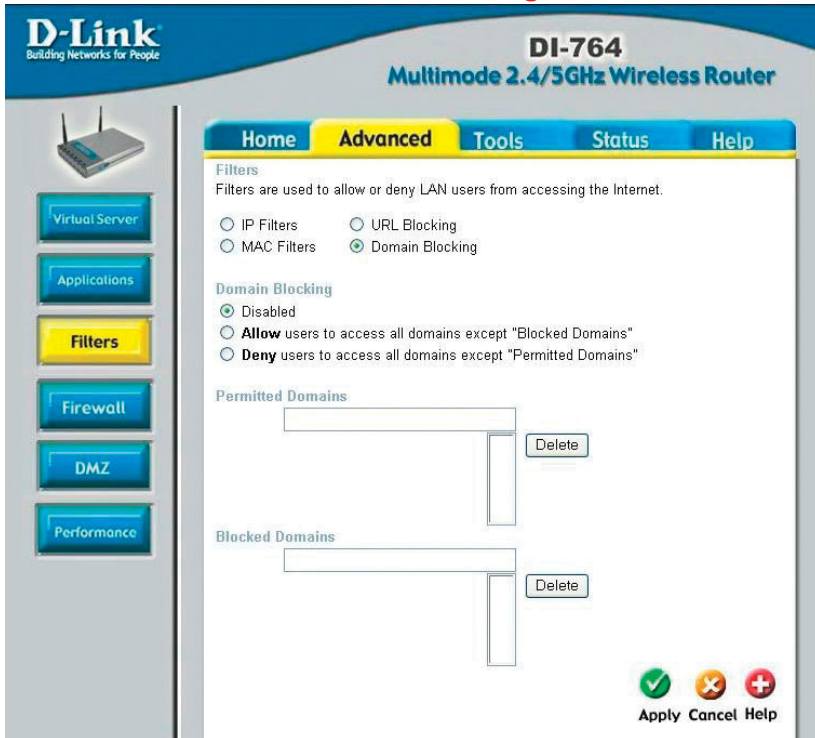 D-Link
Building Networks for People
DI-764
Multimode 2.4/5GHz Wireless Router
Home Advanced Tools Status Help
Virtual Server
Applications
Filters
Firewall
DMZ
Performance
Filters
Filters are used to allow or deny LAN users from accessing the Internet.
IP Filters URL Blocking
MAC Filters Domain Blocking
Domain Blocking
Disabled
Allow users to access all domains except "Blocked Domains"
Deny users to access all domains except "Permitted Domains"
Permitted Domains
Delete
Blocked Domains
Delete
Apply Cancel Help